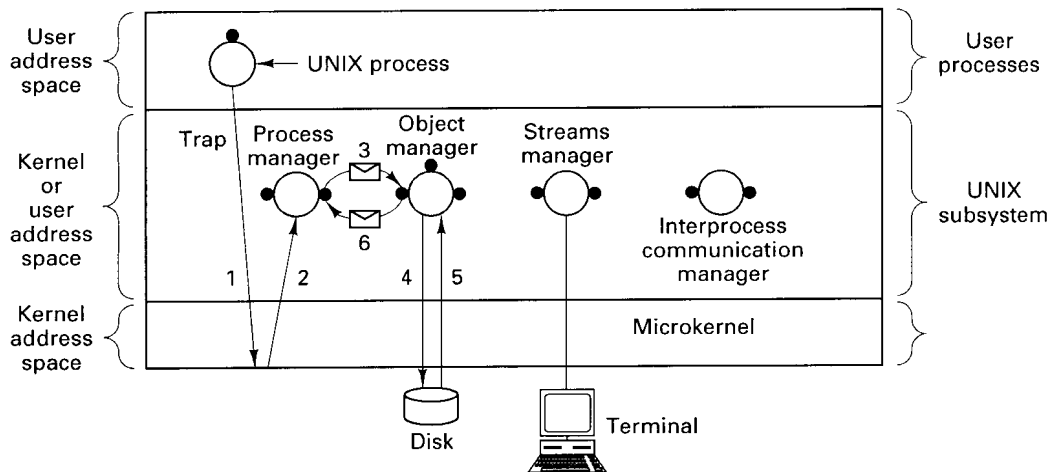 User
address
space
UNIX process
User
processes
Kernel
or
user
address
space
Trap
Process
manager
3
Object
manager
Streams
manager
6
Interprocess
communication
manager
UNIX
subsystem
1
2
4
5
Kernel
address
space
Microkernel
Disk
Terminal